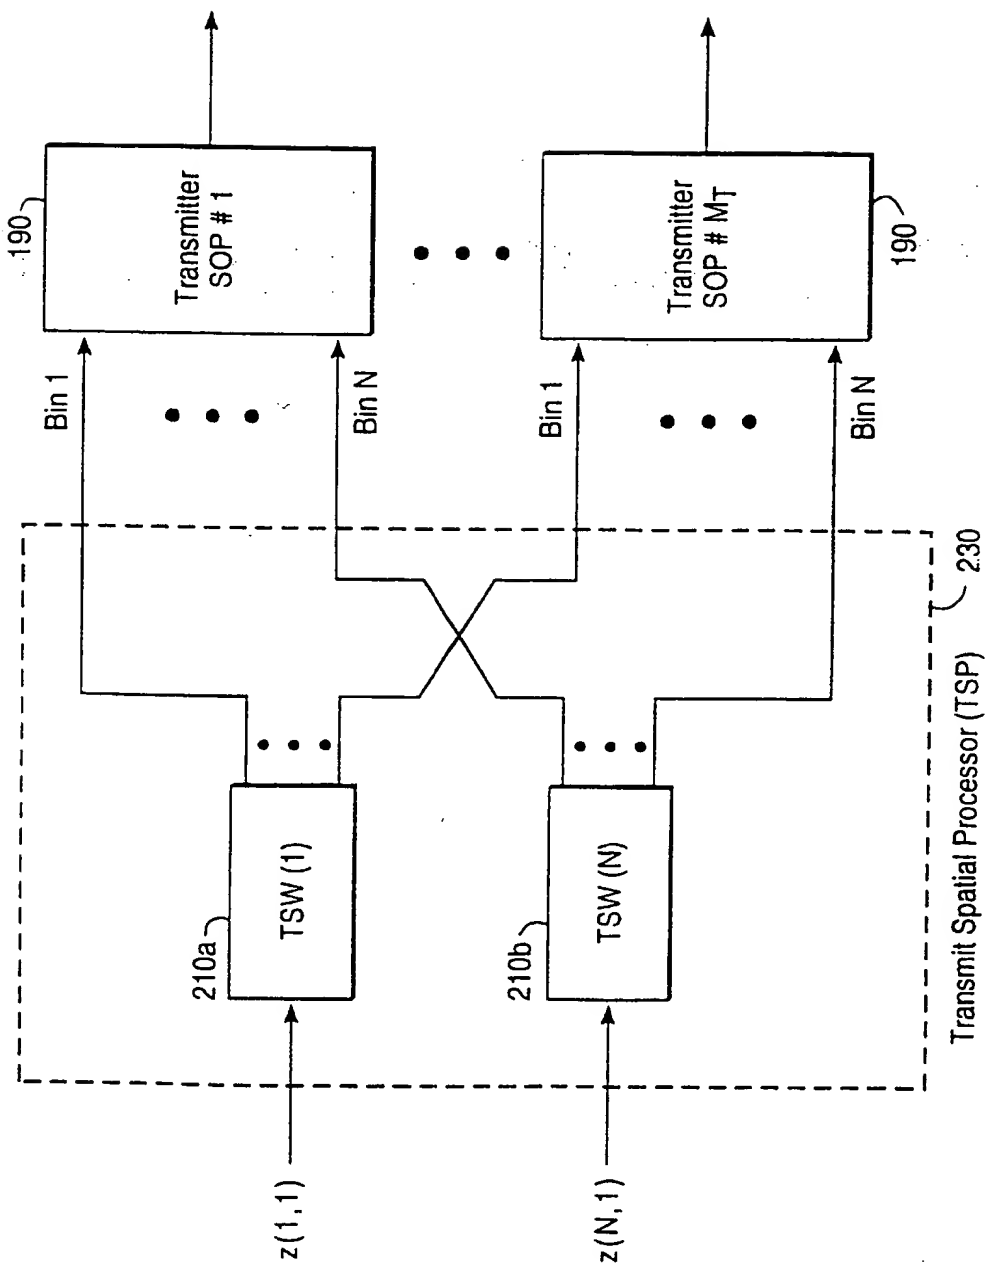 190
Transmitter
SOP # 1
Bin 1
Bin N
Transmitter
SOP # MT
190
Bin 1
Bin N
210a
TSW (1)
210b
TSW (N)
z(1,1)
z(N,1)
230
Transmit Spatial Processor (TSP)